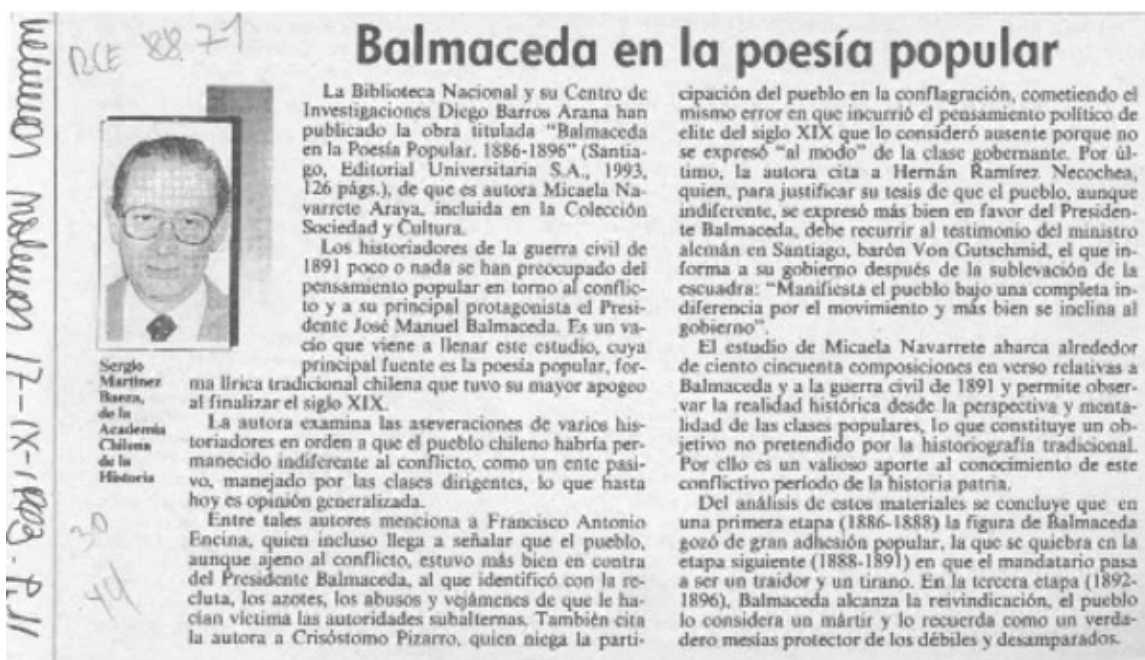 RCE 88 7-1
Balmaceda en la poesía popular
La Biblioteca Nacional y su Centro de
Investigaciones Diego Barros Arana han
publicado la obra titulada “Balmaceda
en la Poesía Popular. 1886-1896” (Santia-
go, Editorial Universitaria S.A., 1993,
126 págs.), de que es autora Micaela Na-
varrete Araya, incluida en la Colección
Sociedad y Cultura.
Los historiadores de la guerra civil de
1891 poco o nada se han preocupado del
pensamiento popular en torno al conflic-
to y a su principal protagonista el Presi-
dente José Manuel Balmaceda. Es un va-
cío que viene a llenar este estudio, cuya
principal fuente es la poesía popular, for-
ma lírica tradicional chilena que tuvo su mayor apogeo
al finalizar el siglo XIX.
La autora examina las aseveraciones de varios his-
toriadores en orden a que el pueblo chileno habría per-
manecido indiferente al conflicto, como un ente pasi-
vo, manejado por las clases dirigentes, lo que hasta
hoy es opinión generalizada.
Entre tales autores menciona a Francisco Antonio
Encina, quien incluso llega a señalar que el pueblo,
aunque ajeno al conflicto, estuvo más bien en contra
del Presidente Balmaceda, al que identificó con la re-
cluta, los azotes, los abusos y vejámenes de que le ha-
cían víctima las autoridades subalternas. También cita
la autora a Crisóstomo Pizarro, quien niega la parti-
cipación del pueblo en la conflagración, cometiendo el
mismo error en que incurrió el pensamiento político de
elite del siglo XIX que lo consideró ausente porque no
se expresó “al modo” de la clase gobernante. Por úl-
timo, la autora cita a Hernán Ramírez Necochea,
quien, para justificar su tesis de que el pueblo, aunque
indiferente, se expresó más bien en favor del Presiden-
te Balmaceda, debe recurrir al testimonio del ministro
alemán en Santiago, barón Von Gutschmid, el que in-
forma a su gobierno después de la sublevación de la
escuadra: “Manifiesta el pueblo bajo una completa in-
diferencia por el movimiento y más bien se inclina al
gobierno”.
El estudio de Micaela Navarrete abarca alrededor
de ciento cincuenta composiciones en verso relativas a
Balmaceda y a la guerra civil de 1891 y permite obser-
var la realidad histórica desde la perspectiva y menta-
lidad de las clases populares, lo que constituye un ob-
jetivo no pretendido por la historiografía tradicional.
Por ello es un valioso aporte al conocimiento de este
conflictivo período de la historia patria.
Del análisis de estos materiales se concluye que en
una primera etapa (1886-1888) la figura de Balmaceda
gozó de gran adhesión popular, la que se quiebra en la
etapa siguiente (1888-1891) en que el mandatario pasa
a ser un traidor y un tirano. En la tercera etapa (1892-
1896), Balmaceda alcanza la reivindicación, el pueblo
lo considera un mártir y lo recuerda como un verda-
dero mesías protector de los débiles y desamparados.
Sergio
Martínez
Baeza,
de la
Academia
Chilena
de la
Historia
17-IX-1993. P. 11
30
44